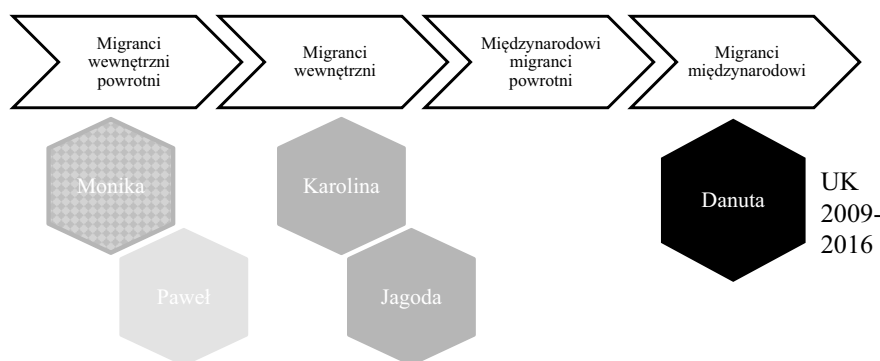 Migranci
wewnętrzni
powrotni
Migranci
wewnętrzni
Międzynarodowi
migranci
powrotni
Migranci
międzynarodowi
Monika
Karolina
Danuta
UK
2009-
2016
Paweł
Jagoda